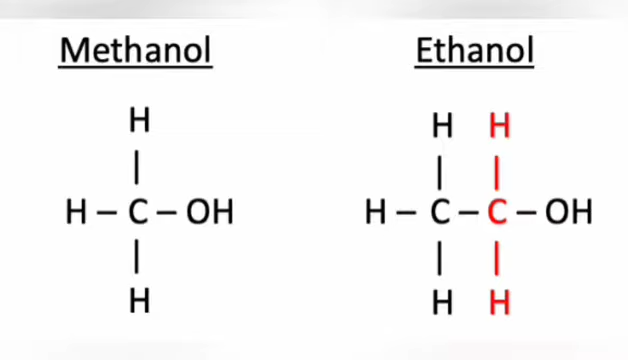 Methanol Ethanol
H H H
| | |
H – C – OH H – C – C – OH
| | |
H H H